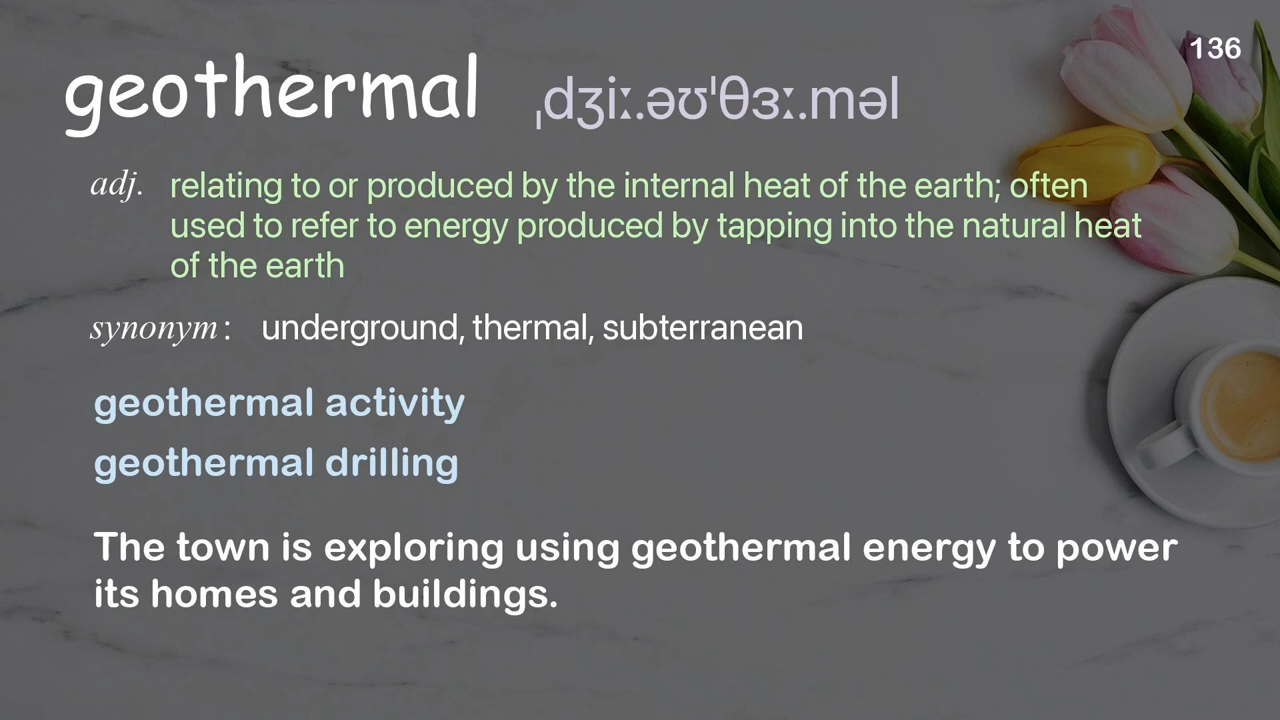 136
geothermal ˌdʒiː.əʊˈθɜː.məl
adj. relating to or produced by the internal heat of the earth; often
used to refer to energy produced by tapping into the natural heat
of the earth
synonym : underground, thermal, subterranean
geothermal activity
geothermal drilling
The town is exploring using geothermal energy to power
its homes and buildings.